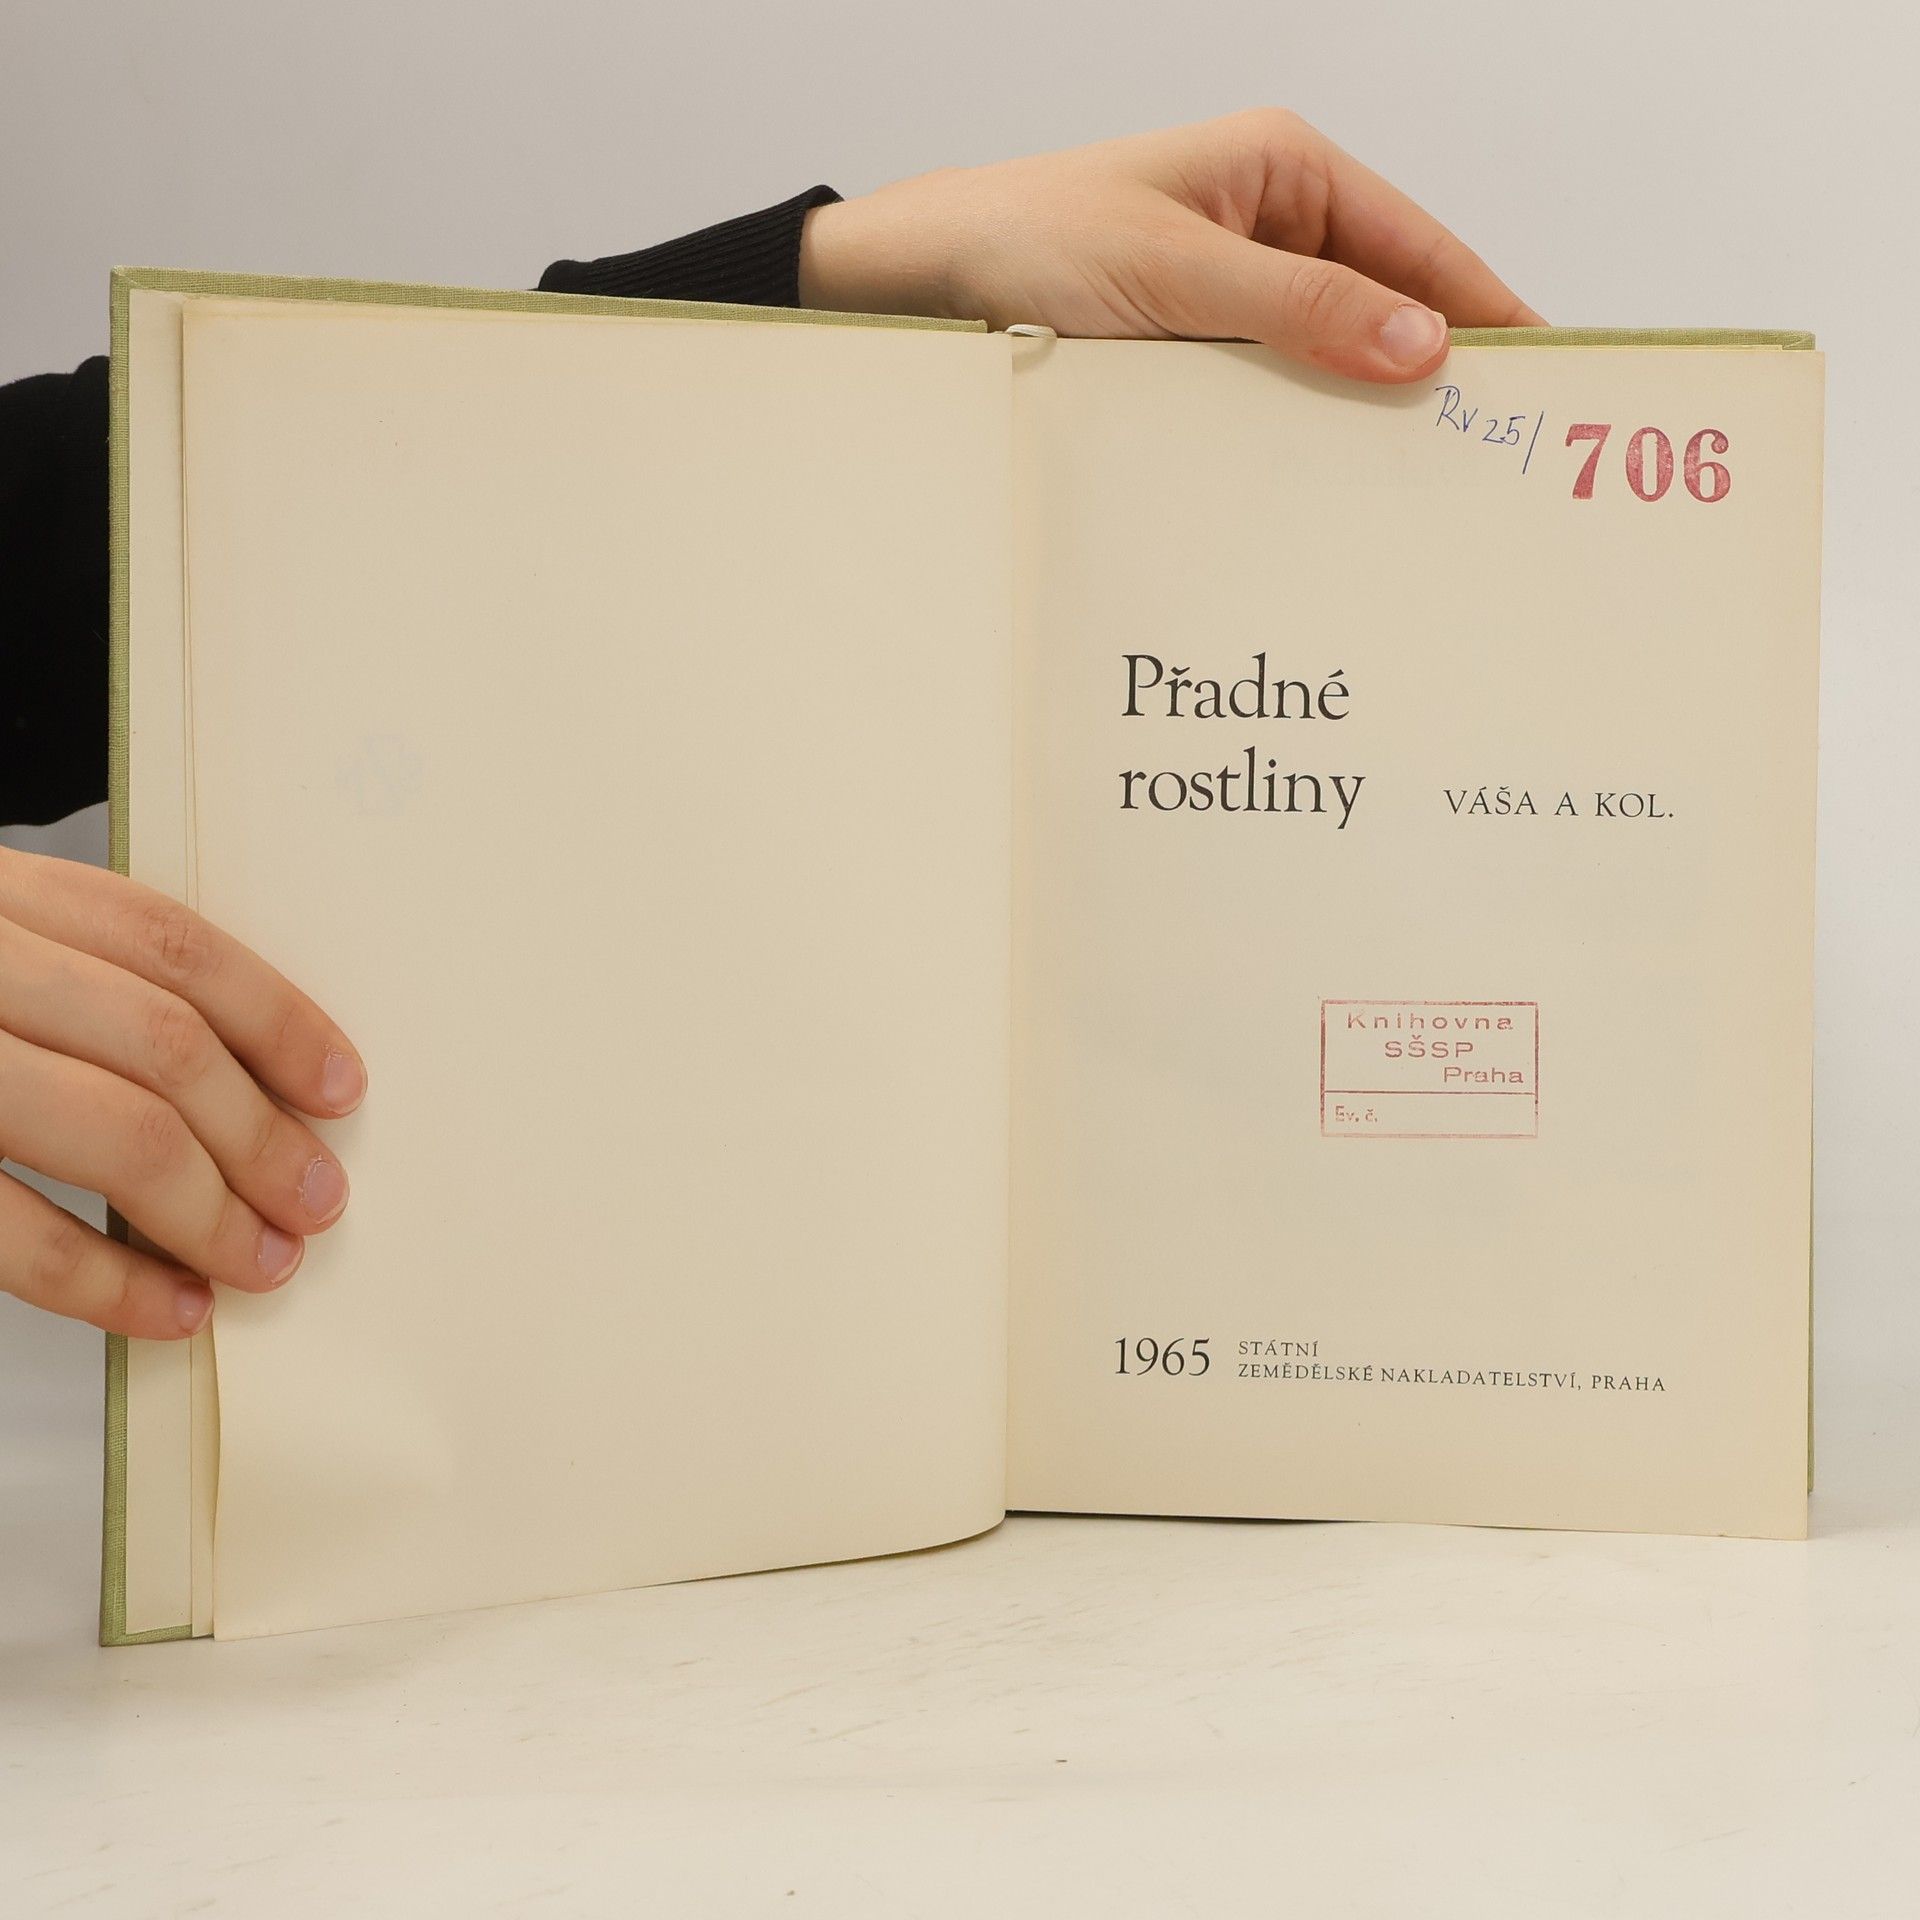 Rv 25/ 706
Přadné
rostliny VÁŠA A KOL.
Knihovna
SŠSP
Praha
Ev. č.
1965 STÁTNÍ
ZEMĚDĚLSKÉ NAKLADATELSTVÍ, PRAHA